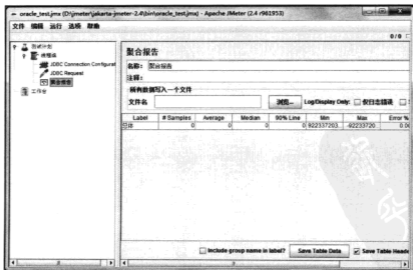 oracle_test.jmx (D:\jmeter\jakarta-jmeter-2.4\bin\oracle_test.jmx) - Apache JMeter (2.4 r961953)
文件 编辑 运行 选项 帮助
0 / 0
测试计划
线程组
JDBC Connection Configurat
JDBC Request
聚合报告
工作台
聚合报告
名称: 聚合报告
注释:
所有数据写入一个文件
文件名
浏览...
Log/Display Only:
仅日志错误
Label # Samples Average Median 90% Line Min Max Error %
总体 0 0 0 0 922337203... -92233720... 0.00
Include group name in label?
Save Table Data
Save Table Heade